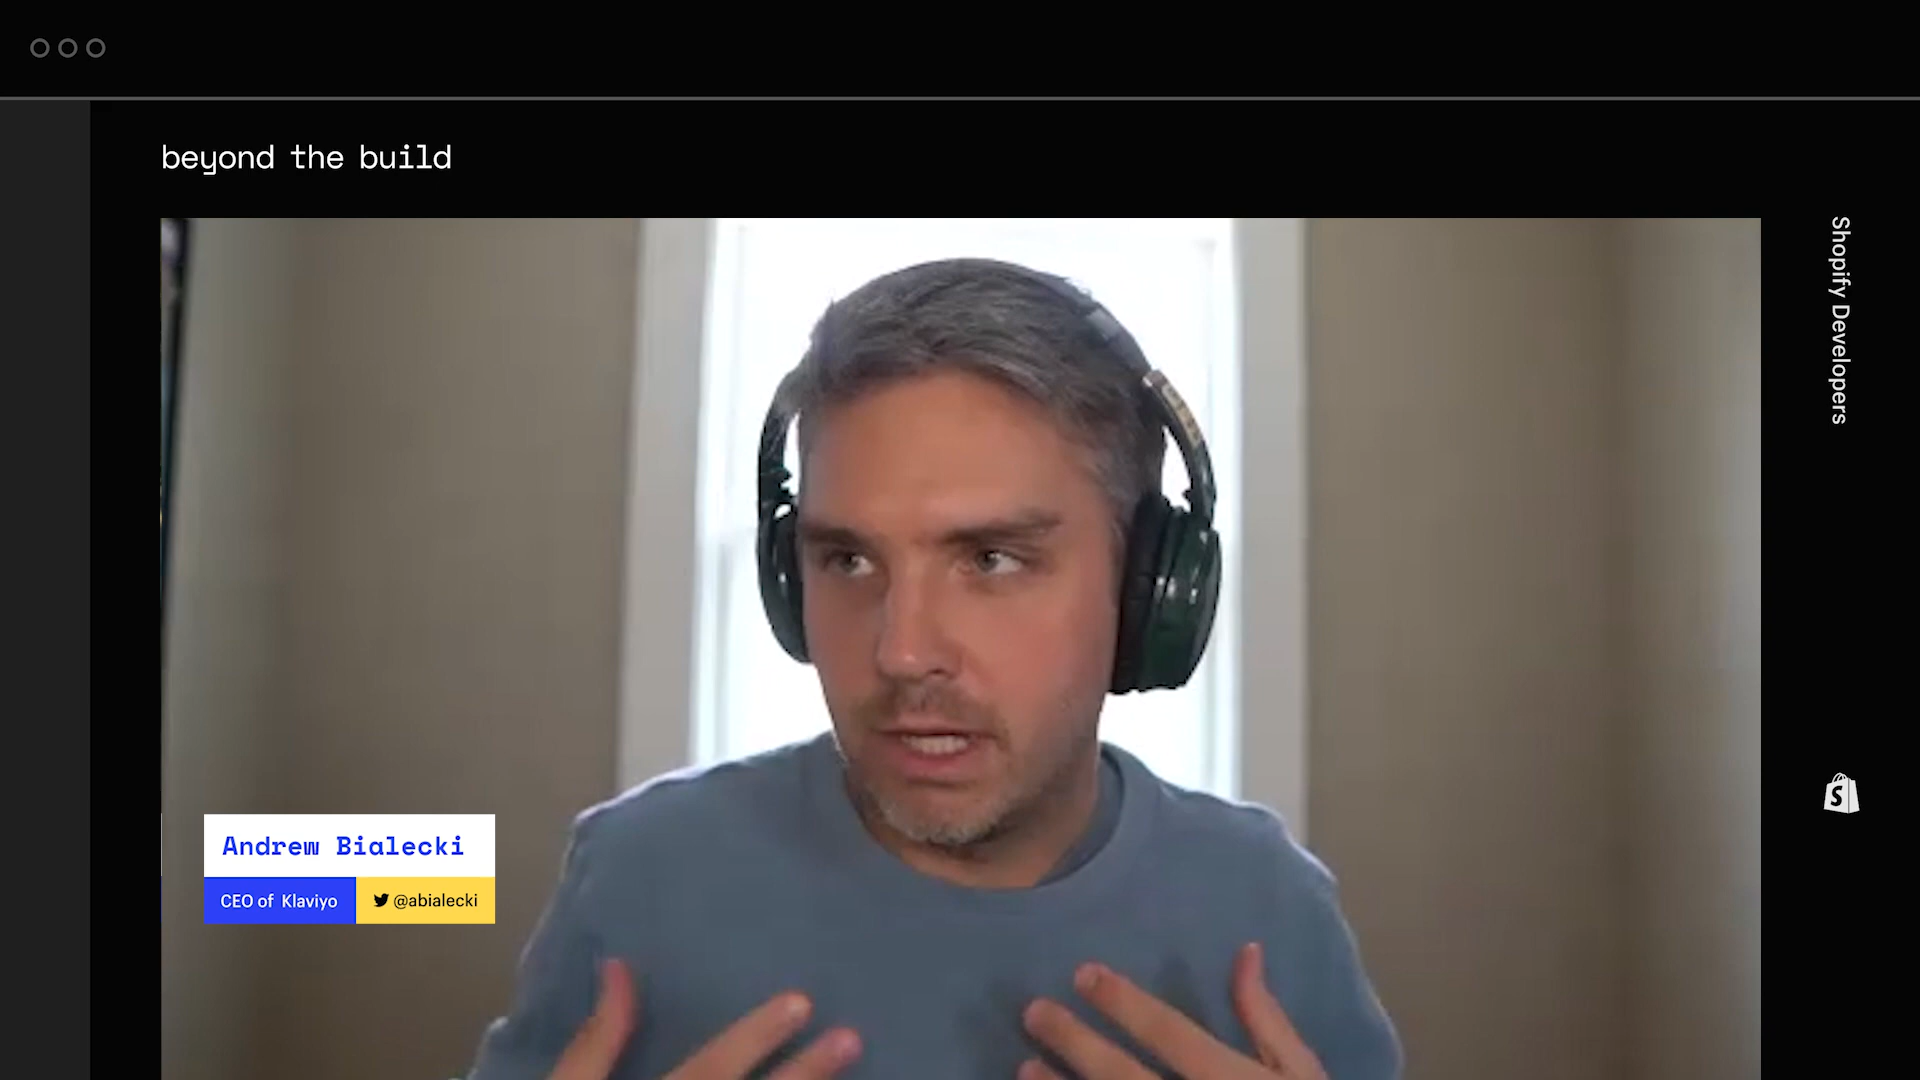 beyond the build
Shopify Developers
Andrew Bialecki
CEO of Klaviyo
@abialecki